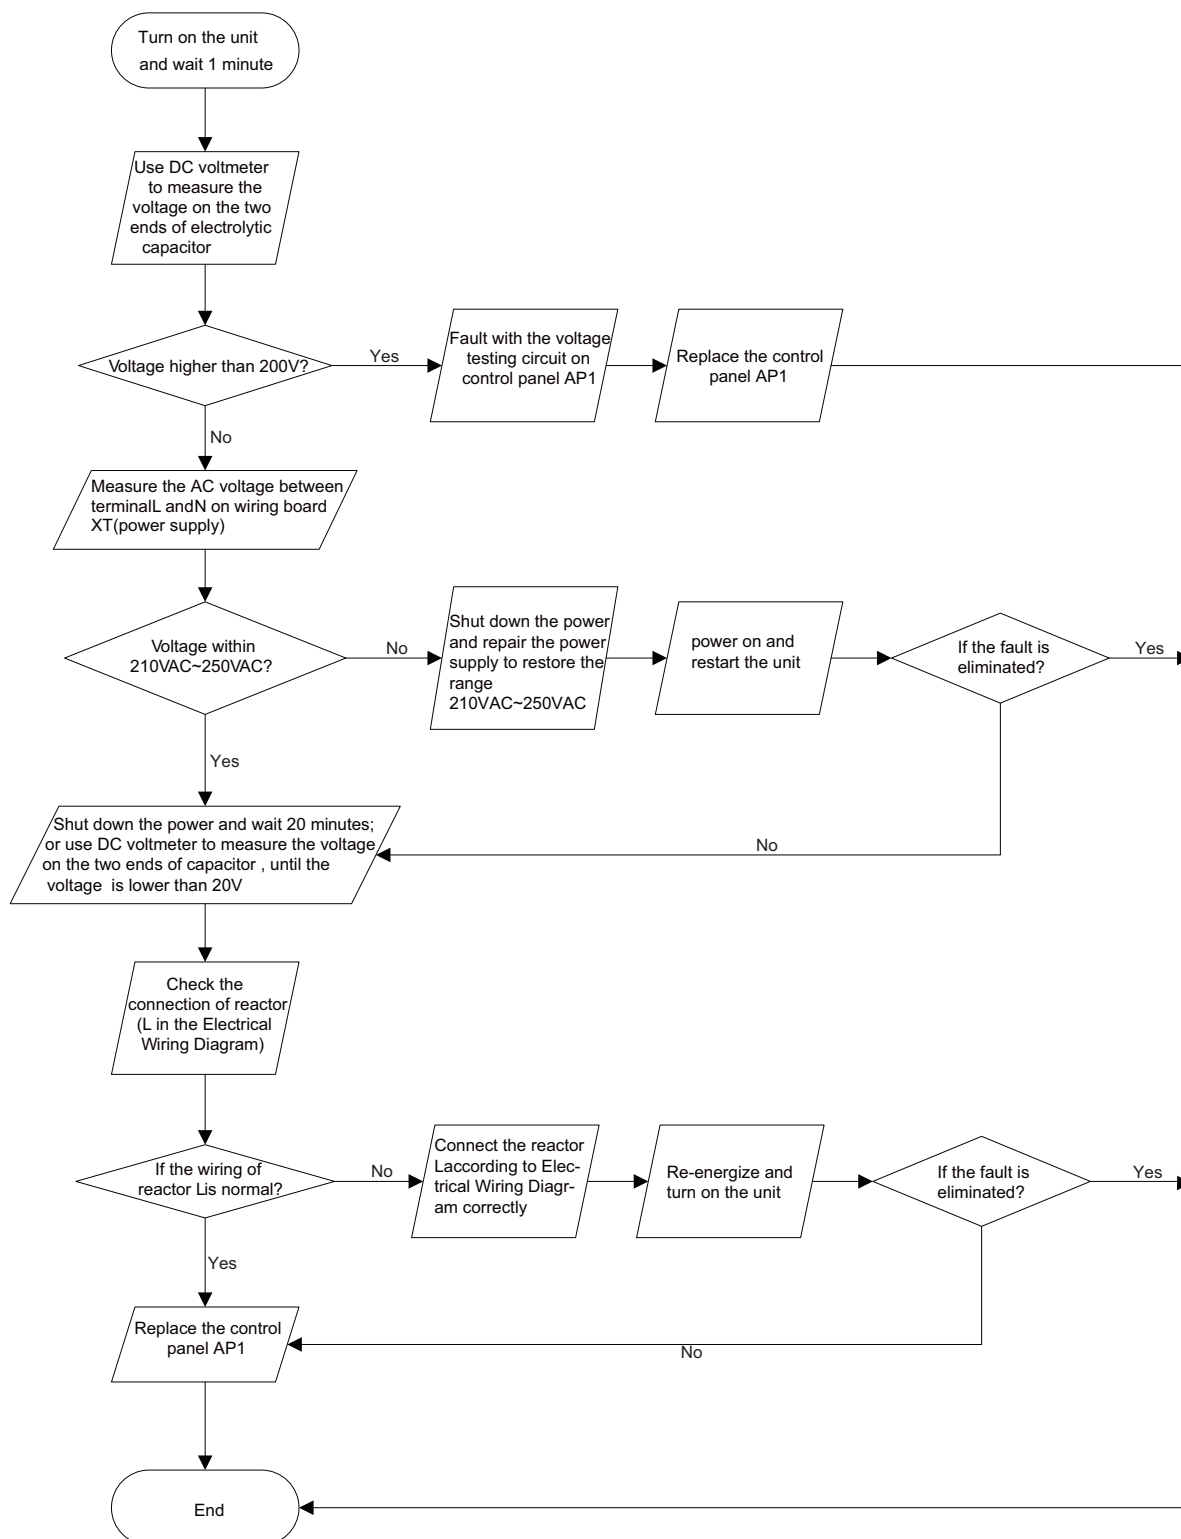 Turn on the unit
and wait 1 minute
Use DC voltmeter
to measure the
voltage on the two
ends of electrolytic
capacitor
Voltage higher than 200V?
Yes
Fault with the voltage
testing circuit on
control panel AP1
Replace the control
panel AP1
No
Measure the AC voltage between
terminalL andN on wiring board
XT(power supply)
Voltage within
210VAC~250VAC?
No
Shut down the power
and repair the power
supply to restore the
range
210VAC~250VAC
power on and
restart the unit
If the fault is
eliminated?
Yes
Yes
No
Shut down the power and wait 20 minutes;
or use DC voltmeter to measure the voltage
on the two ends of capacitor , until the
voltage is lower than 20V
Check the
connection of reactor
(L in the Electrical
Wiring Diagram)
If the wiring of
reactor Lis normal?
No
Connect the reactor
Laccording to Elec-
trical Wiring Diagr-
am correctly
Re-energize and
turn on the unit
If the fault is
eliminated?
Yes
Yes
No
Replace the control
panel AP1
End